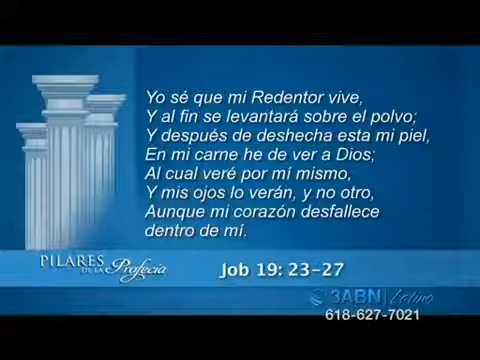 Yo sé que mi Redentor vive,
Y al fin se levantará sobre el polvo;
Y después de deshecha esta mi piel,
En mi carne he de ver a Dios;
Al cual veré por mí mismo,
Y mis ojos lo verán, y no otro,
Aunque mi corazón desfallece
dentro de mí.
PILARES
DE LA Profecía
Job 19: 23-27
3ABN Latino
618-627-7021